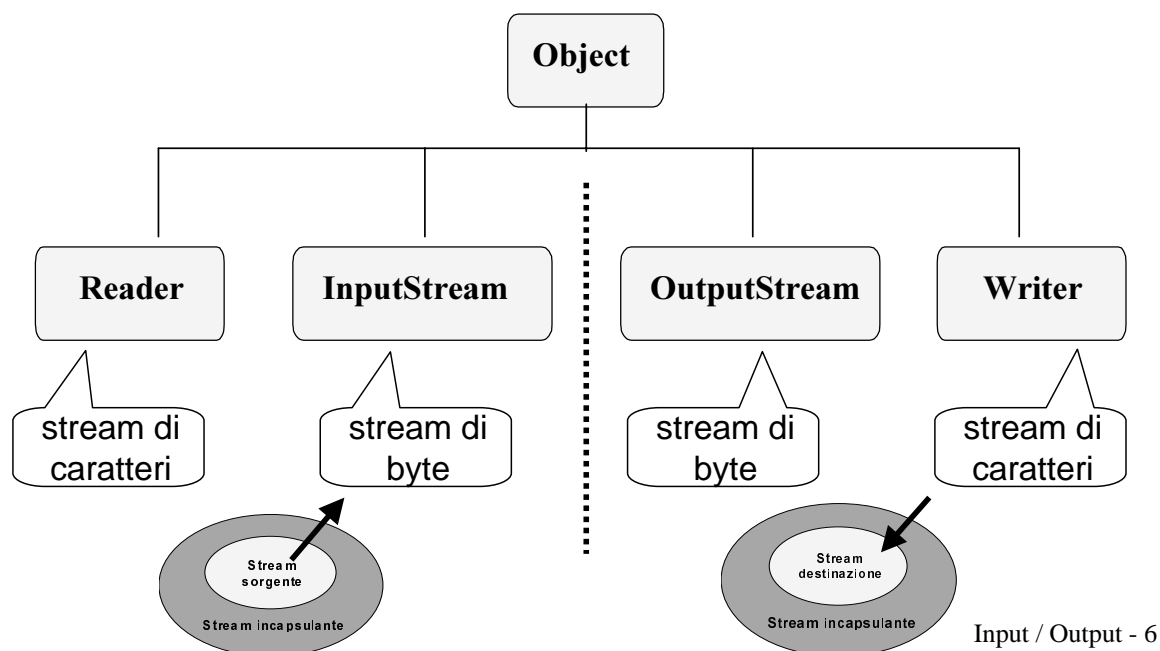 Object
Reader
InputStream
OutputStream
Writer
stream di
caratteri
stream di
byte
stream di
byte
stream di
caratteri
Stream
sorgente
Stream incapsulante
Stream
destinazione
Stream incapsulante
Input / Output - 6